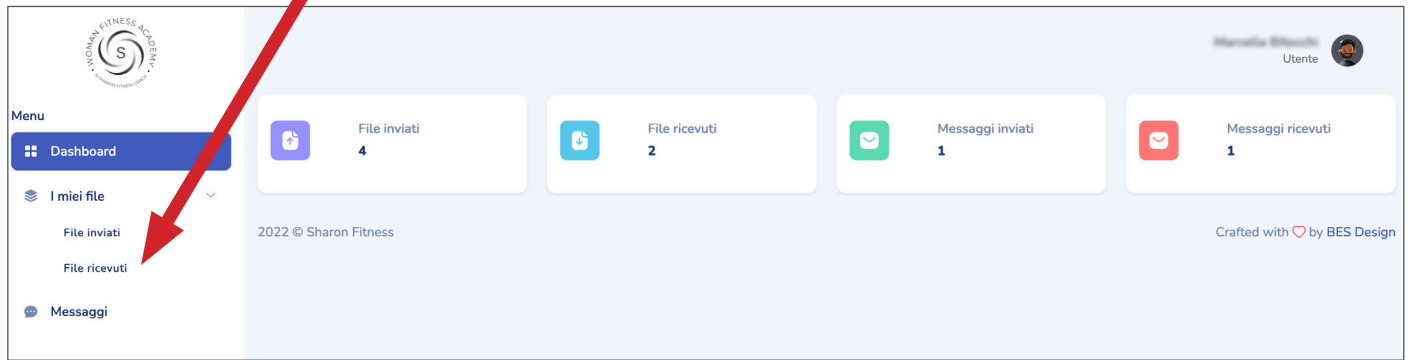 WOMAN FITNESS ACADEMY
S
Utente
Menu
Dashboard
I miei file
File inviati
File ricevuti
Messaggi
File inviati
4
File ricevuti
2
Messaggi inviati
1
Messaggi ricevuti
1
2022 © Sharon Fitness
Crafted with ♡ by BES Design